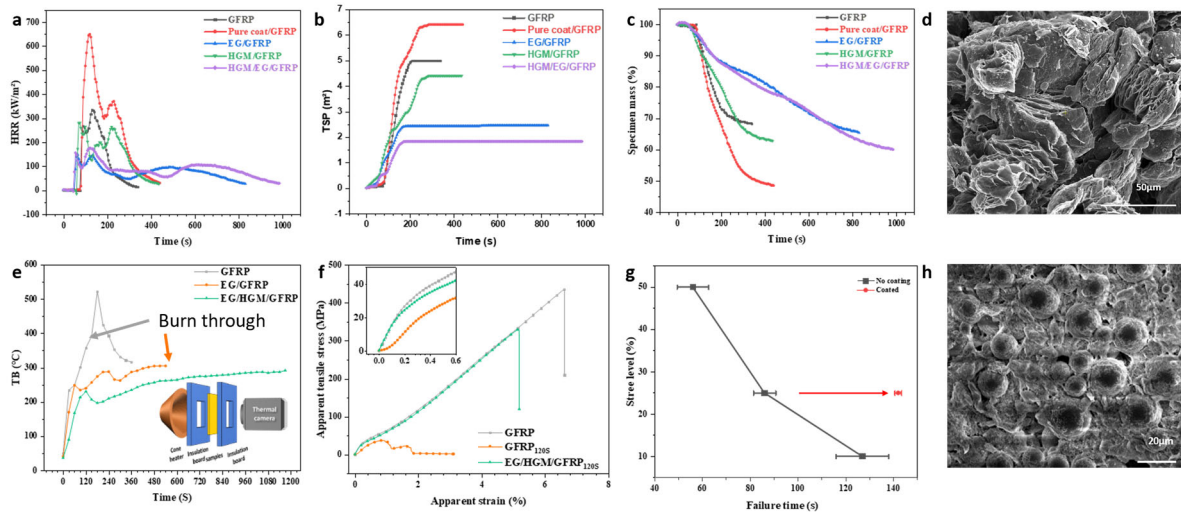 a
HRR (kW/m²)
700
600
500
400
300
200
100
0
-100
GFRP
Pure coat/GFRP
EG/GFRP
HGM/GFRP
HGM/EG/GFRP
0 200 400 600 800 1000
Time (s)
b
TSP (m²)
7
6
5
4
3
2
1
0
-1
GFRP
Pure coat/GFRP
EG/GFRP
HGM/GFRP
HGM/EG/GFRP
0 200 400 600 800 1000
Time (s)
c
Specimen mass (%)
100
90
80
70
60
50
40
GFRP
Pure coat/GFRP
EG/GFRP
HGM/GFRP
HGM/EG/GFRP
0 200 400 600 800 1000
Time (s)
d
50μm
e
TB (°C)
600
500
400
300
200
100
0
GFRP
EG/GFRP
EG/HGM/GFRP
Burn through
Thermal
camera
Cone
heater
Insulation
board
samples
insulation
board
0 120 240 360 480 600 720 840 960 1080 1200
Time (S)
f
Apparent tensile stress (MPa)
500
400
300
200
100
0
-100
40
20
0
0.0 0.2 0.4 0.6
GFRP
GFRP120S
EG/HGM/GFRP120S
0 2 4 6 8
Apparent strain (%)
g
Stree level (%)
50
40
30
20
10
No coating
Coated
40 60 80 100 120 140
Failure time (s)
h
20μm